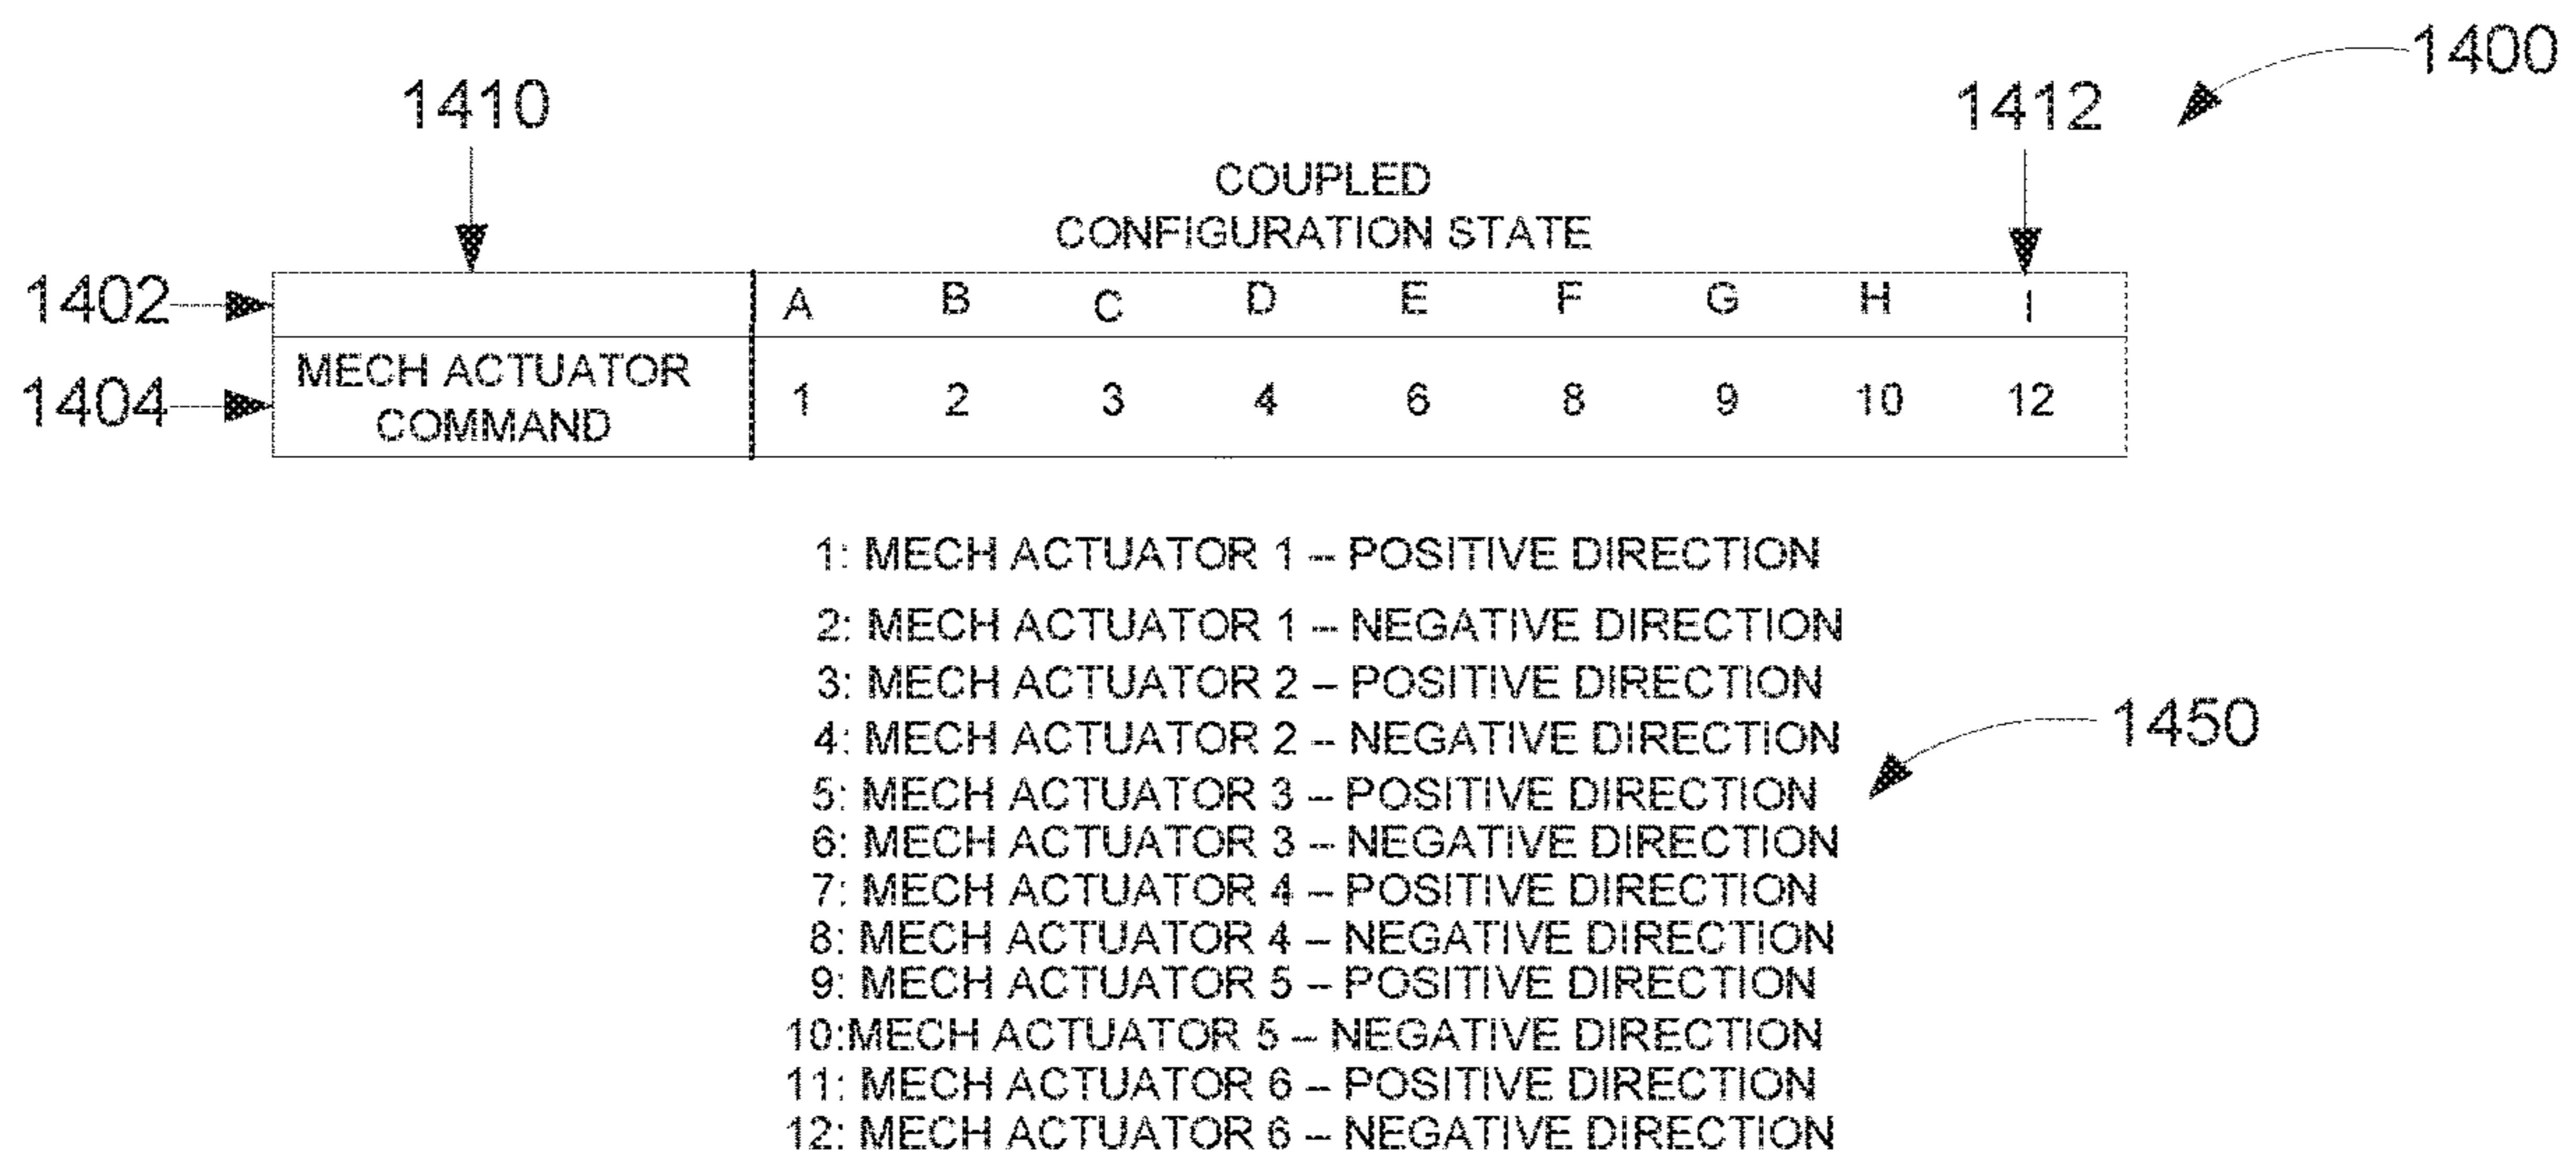 1400
1410
1412
COUPLED
CONFIGURATION STATE
1402
A B C D E F G H I
1404
MECH ACTUATOR
COMMAND
1 2 3 4 6 8 9 10 12
1: MECH ACTUATOR 1 – POSITIVE DIRECTION
2: MECH ACTUATOR 1 – NEGATIVE DIRECTION
3: MECH ACTUATOR 2 – POSITIVE DIRECTION
4: MECH ACTUATOR 2 – NEGATIVE DIRECTION
1450
5: MECH ACTUATOR 3 – POSITIVE DIRECTION
6: MECH ACTUATOR 3 – NEGATIVE DIRECTION
7: MECH ACTUATOR 4 – POSITIVE DIRECTION
8: MECH ACTUATOR 4 – NEGATIVE DIRECTION
9: MECH ACTUATOR 5 – POSITIVE DIRECTION
10:MECH ACTUATOR 5 – NEGATIVE DIRECTION
11: MECH ACTUATOR 6 – POSITIVE DIRECTION
12: MECH ACTUATOR 6 – NEGATIVE DIRECTION